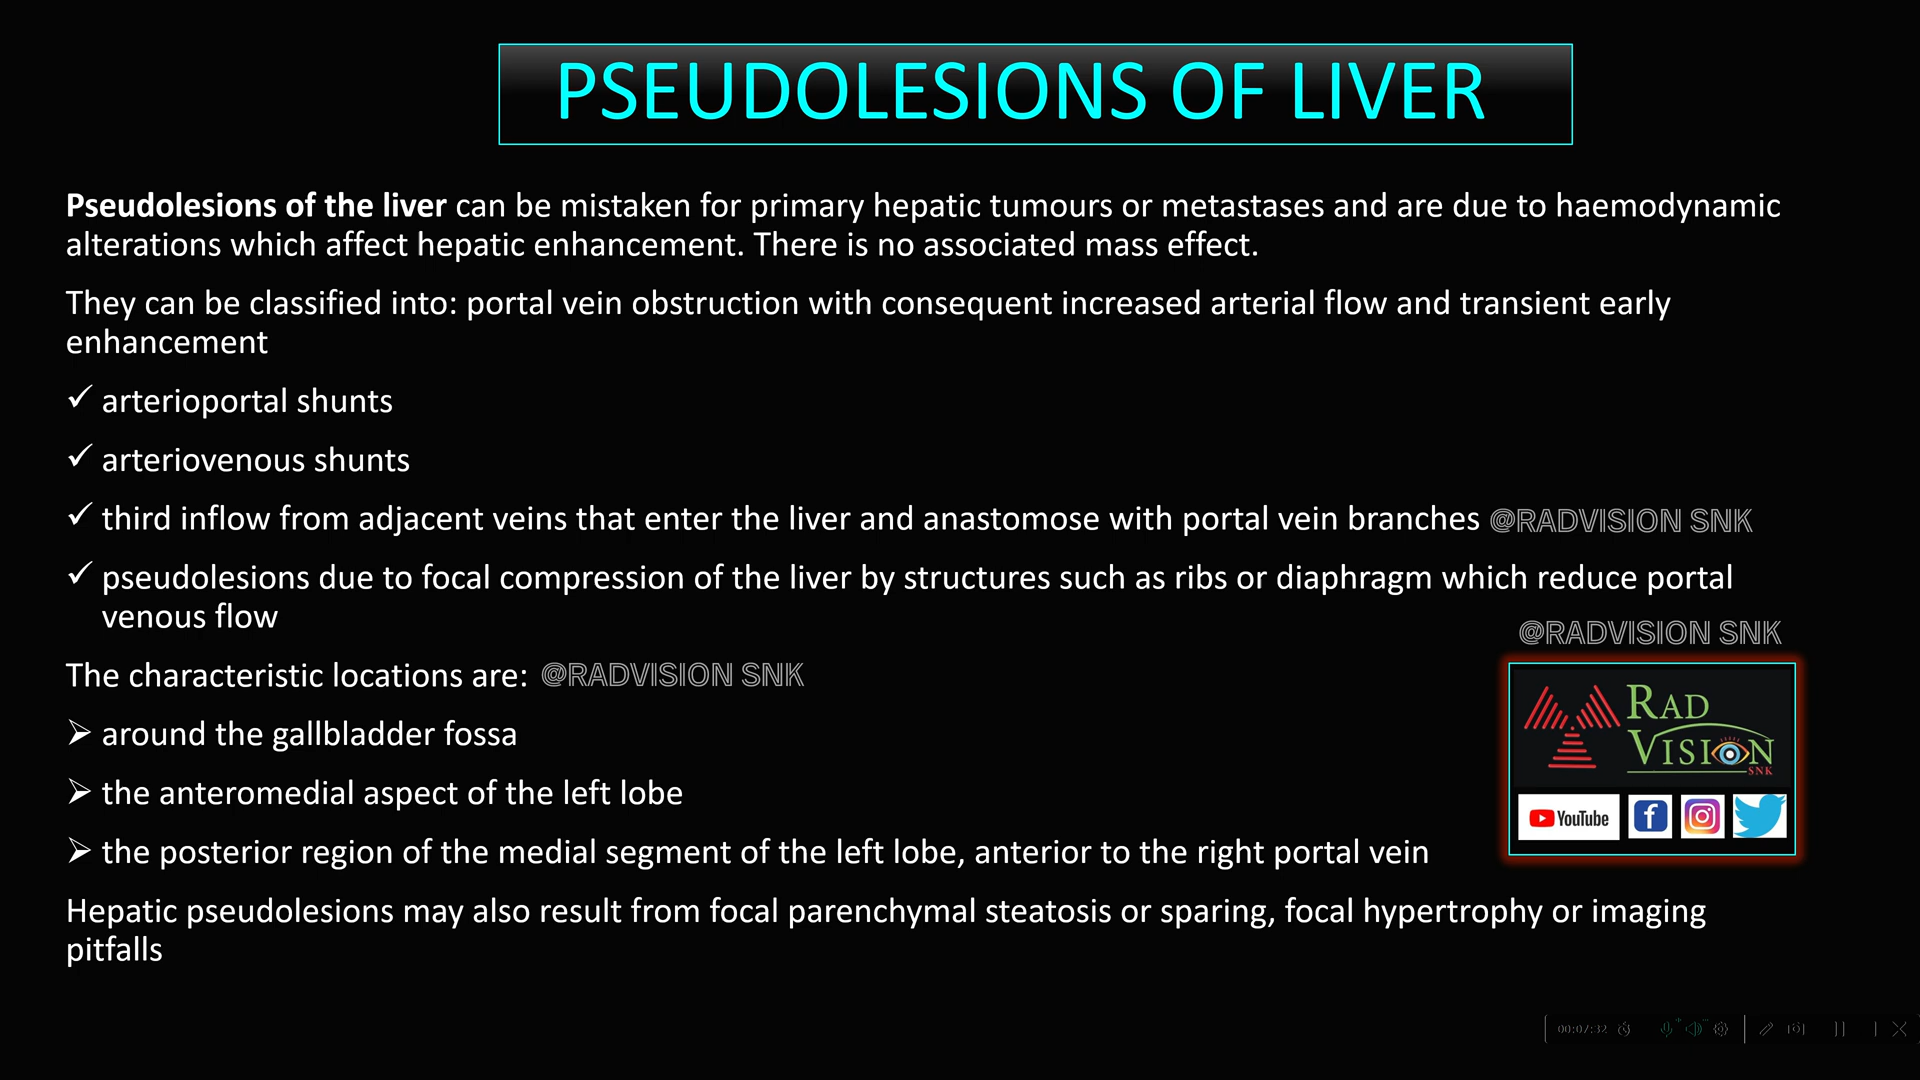 PSEUDOLESIONS OF LIVER
Pseudolesions of the liver can be mistaken for primary hepatic tumours or metastases and are due to haemodynamic
alterations which affect hepatic enhancement. There is no associated mass effect.
They can be classified into: portal vein obstruction with consequent increased arterial flow and transient early
enhancement
✓ arterioportal shunts
✓ arteriovenous shunts
✓ third inflow from adjacent veins that enter the liver and anastomose with portal vein branches @RADVISION SNK
✓ pseudolesions due to focal compression of the liver by structures such as ribs or diaphragm which reduce portal
venous flow
@RADVISION SNK
The characteristic locations are: @RADVISION SNK
➢ around the gallbladder fossa
➢ the anteromedial aspect of the left lobe
➢ the posterior region of the medial segment of the left lobe, anterior to the right portal vein
RAD
VISION
SNK
YouTube
Hepatic pseudolesions may also result from focal parenchymal steatosis or sparing, focal hypertrophy or imaging
pitfalls
00:07:32